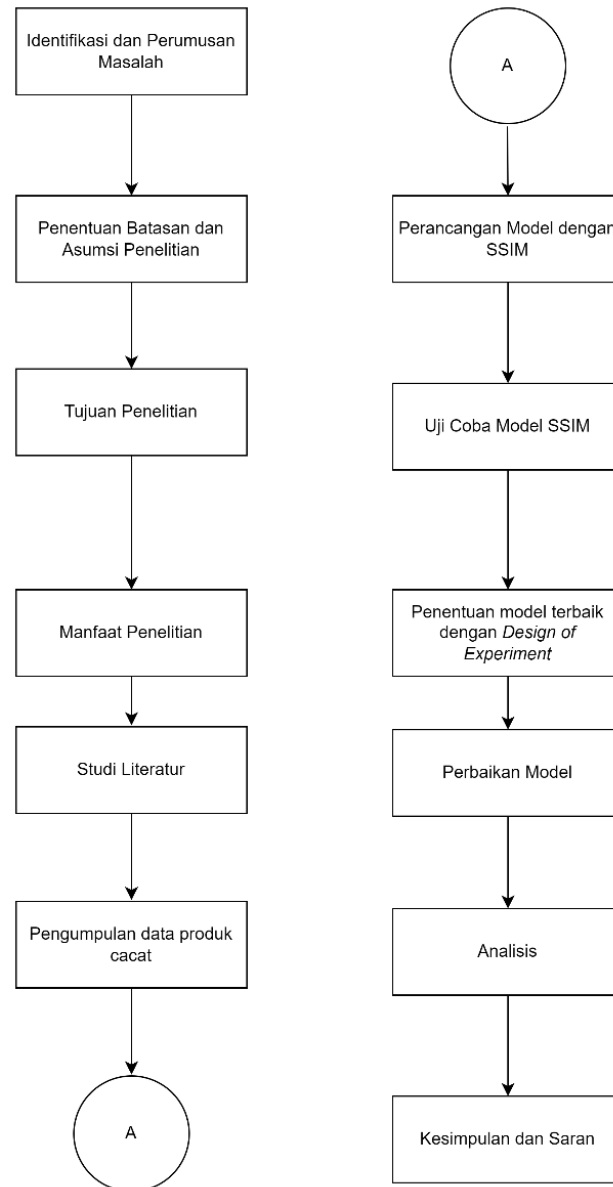 Identifikasi dan Perumusan
Masalah
Penentuan Batasan dan
Asumsi Penelitian
Tujuan Penelitian
Manfaat Penelitian
Studi Literatur
Pengumpulan data produk
cacat
A
A
Perancangan Model dengan
SSIM
Uji Coba Model SSIM
Penentuan model terbaik
dengan Design of
Experiment
Perbaikan Model
Analisis
Kesimpulan dan Saran